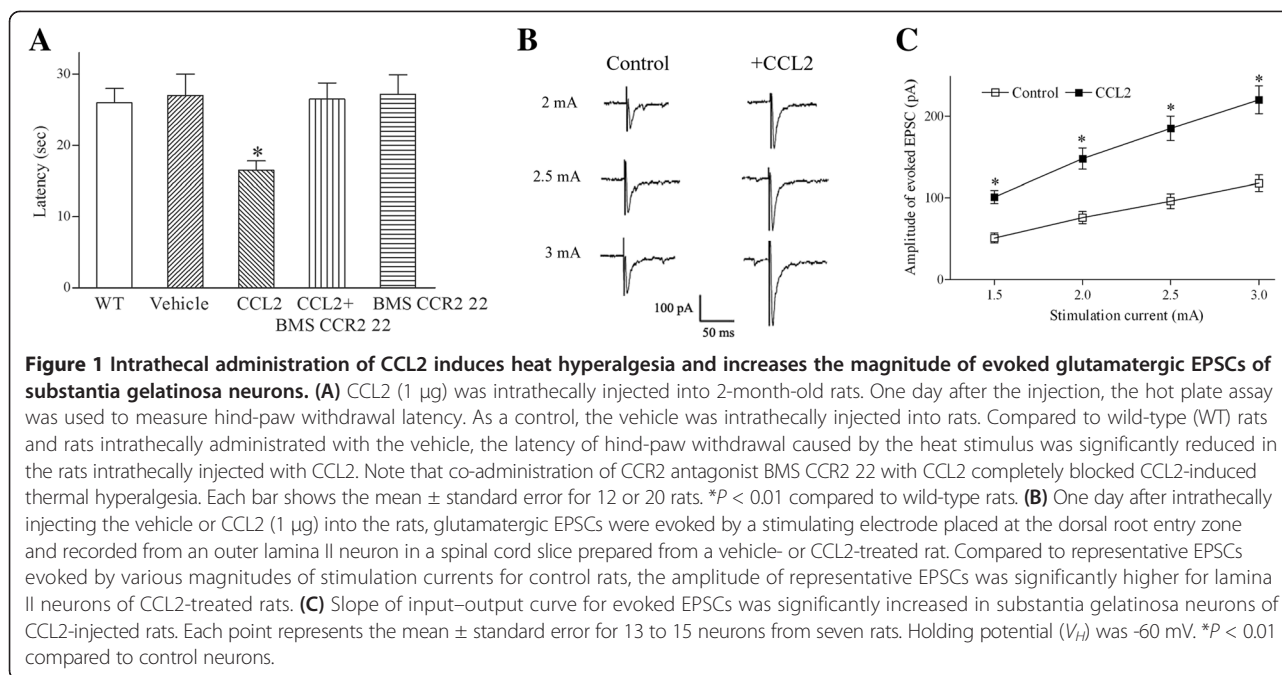 A
30
20
10
0
Latency (sec)
*
WT
Vehicle
CCL2
CCL2+
BMS CCR2 22
BMS CCR2 22
B
Control
+CCL2
2 mA
2.5 mA
3 mA
100 pA
50 ms
C
Control
CCL2
200
100
0
Amplitude of evoked EPSC (pA)
*
*
*
*
1.5
2.0
2.5
3.0
Stimulation current (mA)
Figure 1 Intrathecal administration of CCL2 induces heat hyperalgesia and increases the magnitude of evoked glutamatergic EPSCs of
substantia gelatinosa neurons. (A) CCL2 (1 μg) was intrathecally injected into 2-month-old rats. One day after the injection, the hot plate assay
was used to measure hind-paw withdrawal latency. As a control, the vehicle was intrathecally injected into rats. Compared to wild-type (WT) rats
and rats intrathecally administrated with the vehicle, the latency of hind-paw withdrawal caused by the heat stimulus was significantly reduced in
the rats intrathecally injected with CCL2. Note that co-administration of CCR2 antagonist BMS CCR2 22 with CCL2 completely blocked CCL2-induced
thermal hyperalgesia. Each bar shows the mean ± standard error for 12 or 20 rats. *P < 0.01 compared to wild-type rats. (B) One day after intrathecally
injecting the vehicle or CCL2 (1 μg) into the rats, glutamatergic EPSCs were evoked by a stimulating electrode placed at the dorsal root entry zone
and recorded from an outer lamina II neuron in a spinal cord slice prepared from a vehicle- or CCL2-treated rat. Compared to representative EPSCs
evoked by various magnitudes of stimulation currents for control rats, the amplitude of representative EPSCs was significantly higher for lamina
II neurons of CCL2-treated rats. (C) Slope of input–output curve for evoked EPSCs was significantly increased in substantia gelatinosa neurons of
CCL2-injected rats. Each point represents the mean ± standard error for 13 to 15 neurons from seven rats. Holding potential (VH) was -60 mV. *P < 0.01
compared to control neurons.